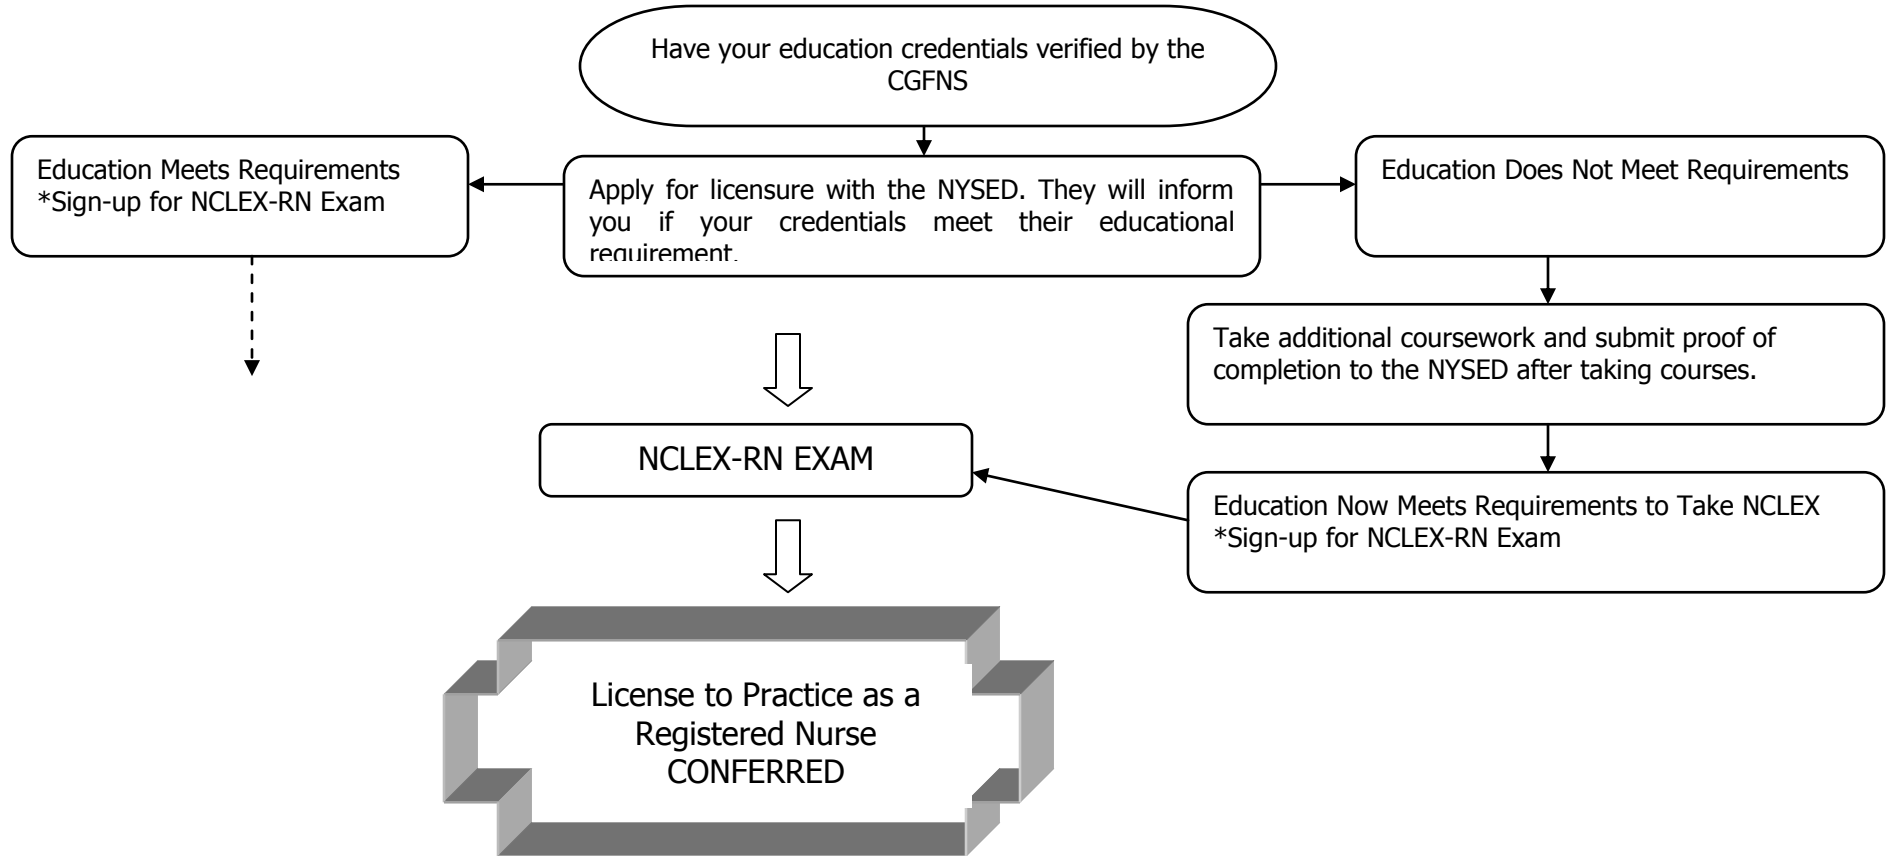 Have your education credentials verified by the
CGFNS
Education Meets Requirements
*Sign-up for NCLEX-RN Exam
Apply for licensure with the NYSED. They will inform
you if your credentials meet their educational
requirement.
Education Does Not Meet Requirements
Take additional coursework and submit proof of
completion to the NYSED after taking courses.
NCLEX-RN EXAM
Education Now Meets Requirements to Take NCLEX
*Sign-up for NCLEX-RN Exam
License to Practice as a
Registered Nurse
CONFERRED